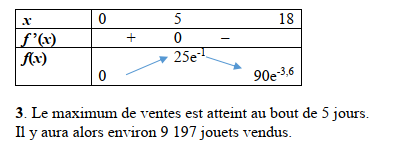 x 0 5 18
f’(x) + 0 –
f(x) 25e⁻¹
0 90e⁻³,⁶
3. Le maximum de ventes est atteint au bout de 5 jours.
Il y aura alors environ 9 197 jouets vendus.